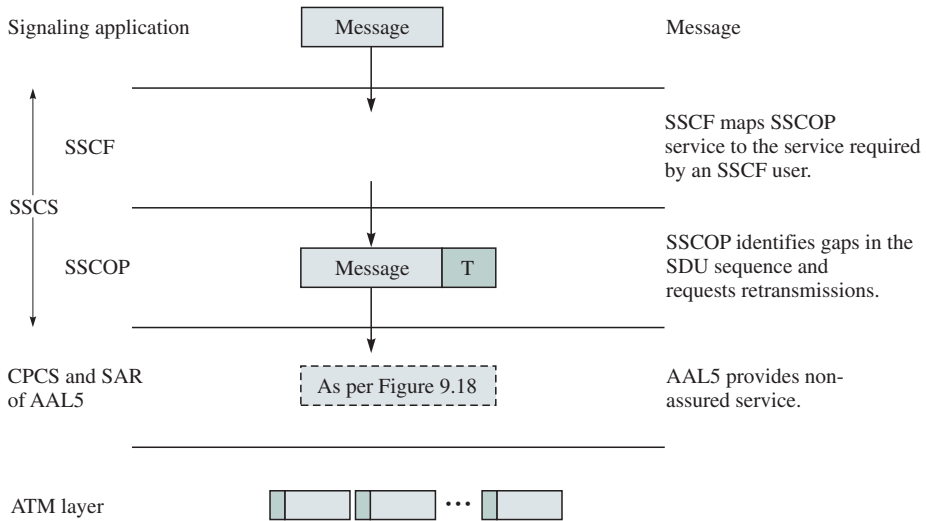 Signaling application
Message
Message
SSCS
SSCF
SSCF maps SSCOP
service to the service required
by an SSCF user.
SSCOP
Message
T
SSCOP identifies gaps in the
SDU sequence and
requests retransmissions.
CPCS and SAR
of AAL5
As per Figure 9.18
AAL5 provides non-
assured service.
ATM layer
...